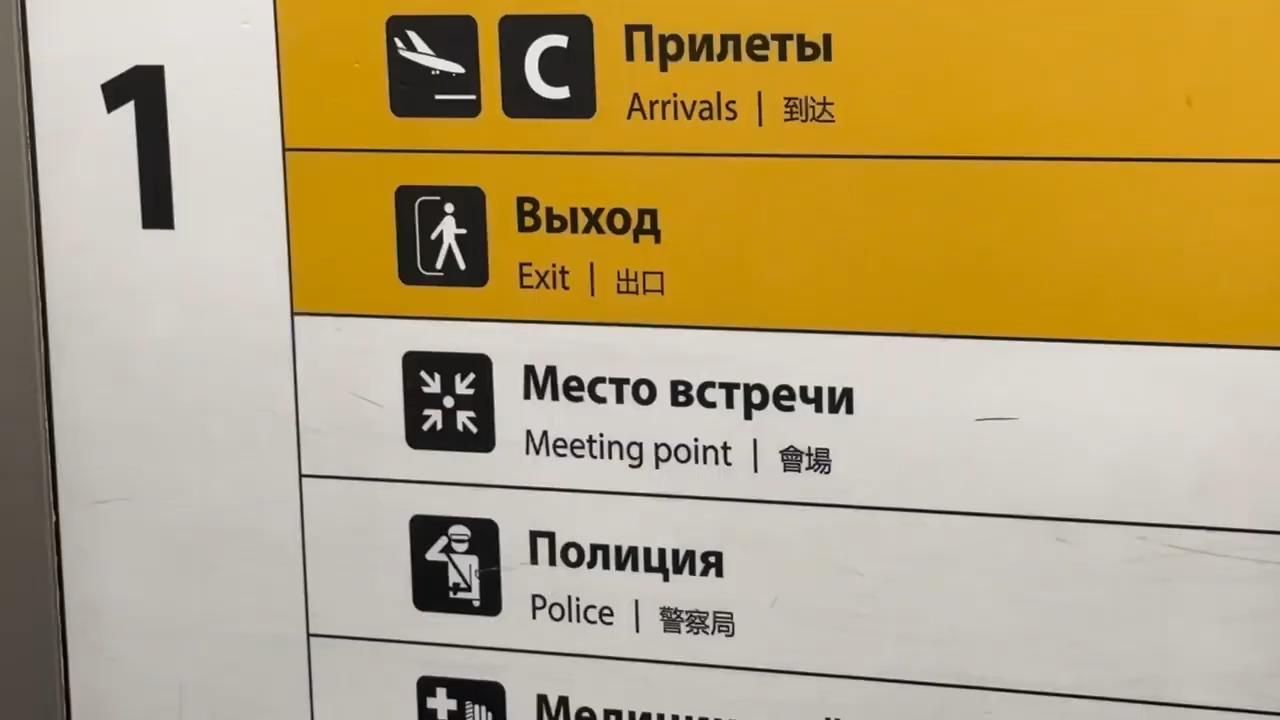 1
C
Прилеты
Arrivals | 到达
Выход
Exit | 出口
Место встречи
Meeting point | 會場
Полиция
Police | 警察局